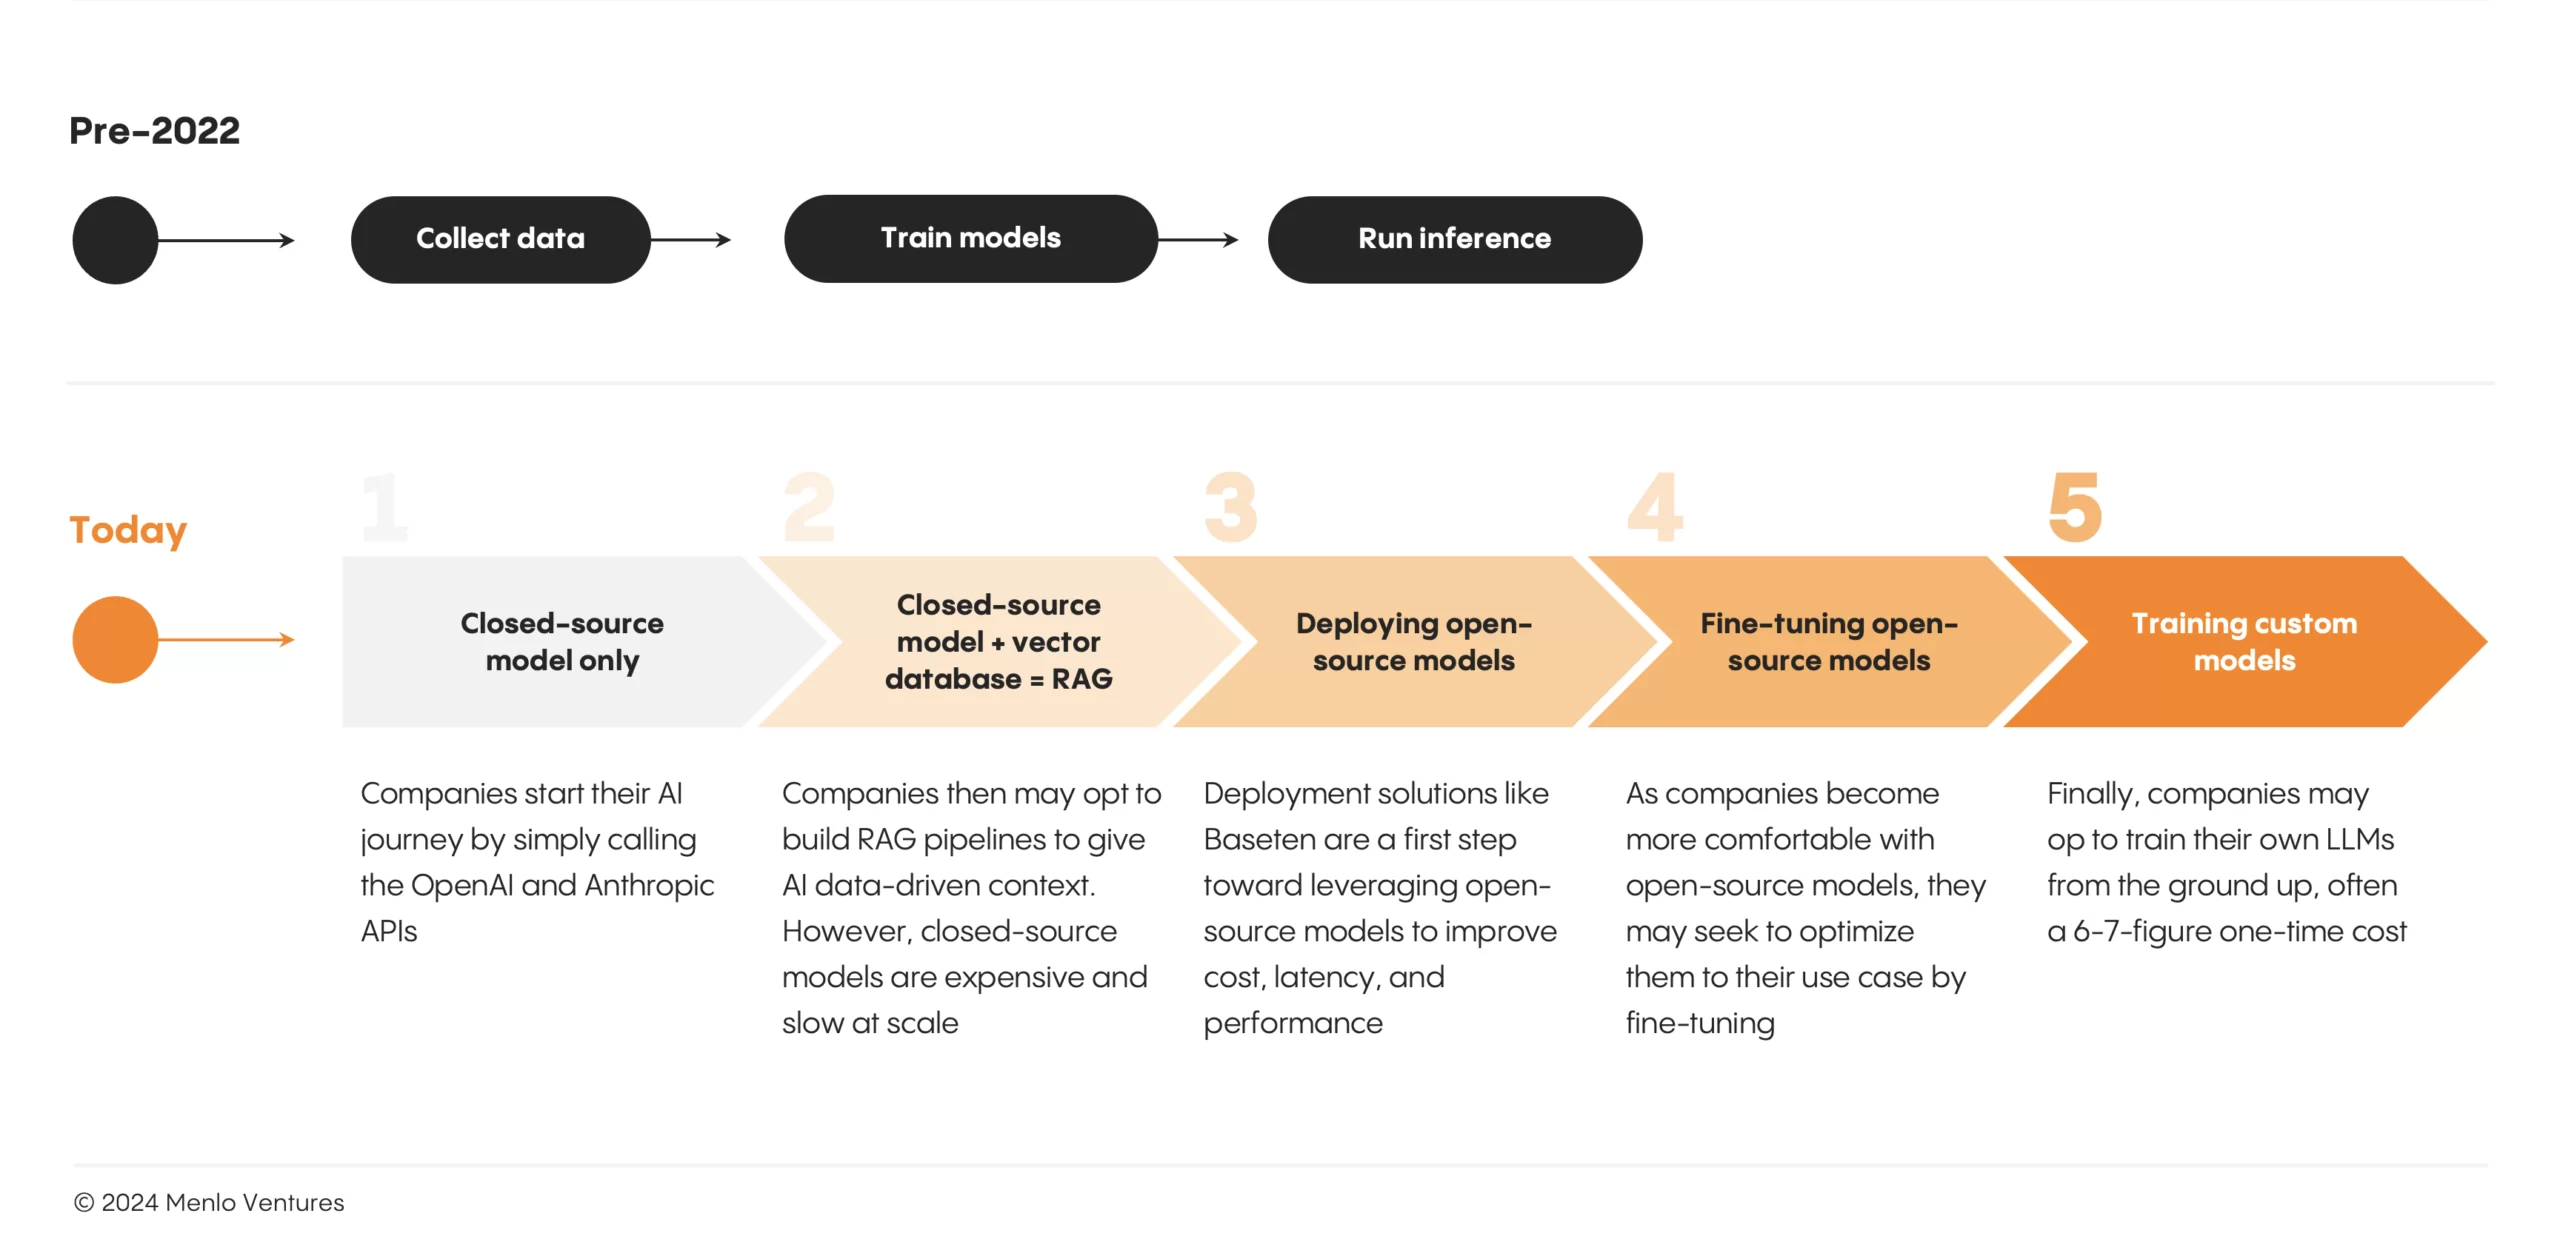 Pre-2022
Collect data
Train models
Run inference
Today
1
2
3
4
5
Closed-source
model only
Closed-source
model + vector
database = RAG
Deploying open-
source models
Fine-tuning open-
source models
Training custom
models
Companies start their AI
journey by simply calling
the OpenAI and Anthropic
APIs
Companies then may opt to
build RAG pipelines to give
AI data-driven context.
However, closed-source
models are expensive and
slow at scale
Deployment solutions like
Baseten are a first step
toward leveraging open-
source models to improve
cost, latency, and
performance
As companies become
more comfortable with
open-source models, they
may seek to optimize
them to their use case by
fine-tuning
Finally, companies may
op to train their own LLMs
from the ground up, often
a 6-7-figure one-time cost
© 2024 Menlo Ventures